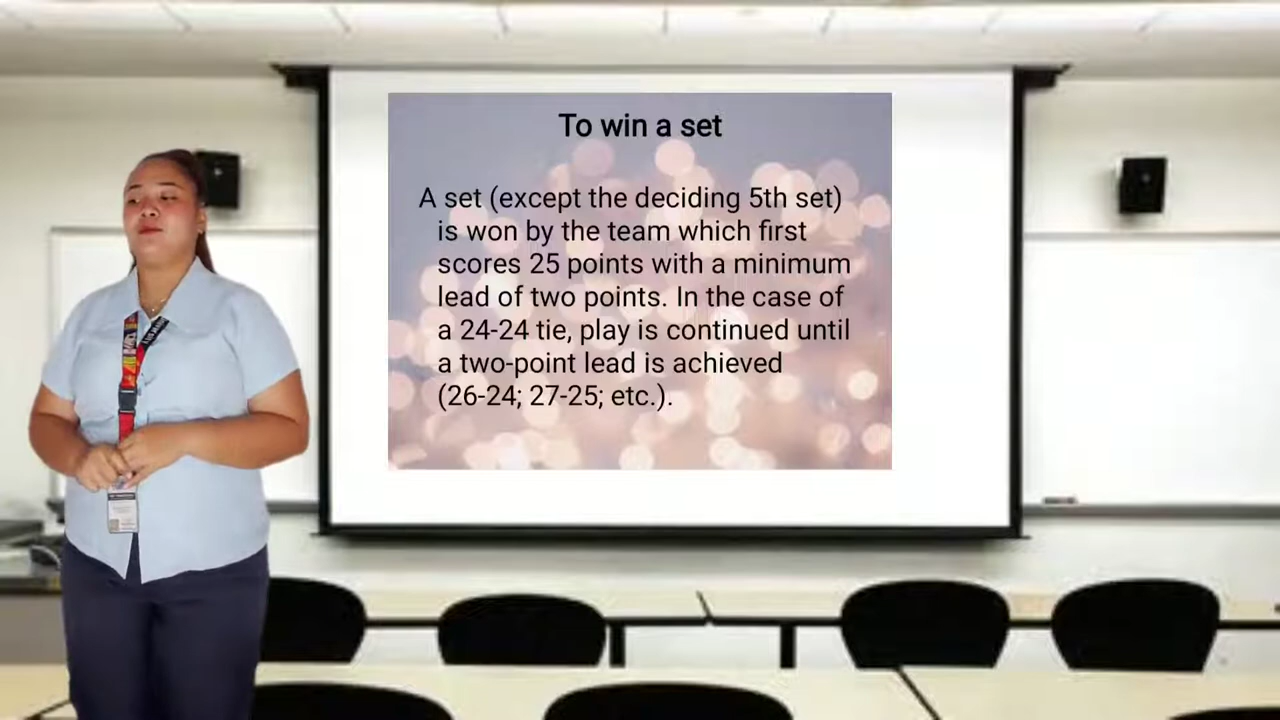 To win a set
A set (except the deciding 5th set)
is won by the team which first
scores 25 points with a minimum
lead of two points. In the case of
a 24-24 tie, play is continued until
a two-point lead is achieved
(26-24; 27-25; etc.).